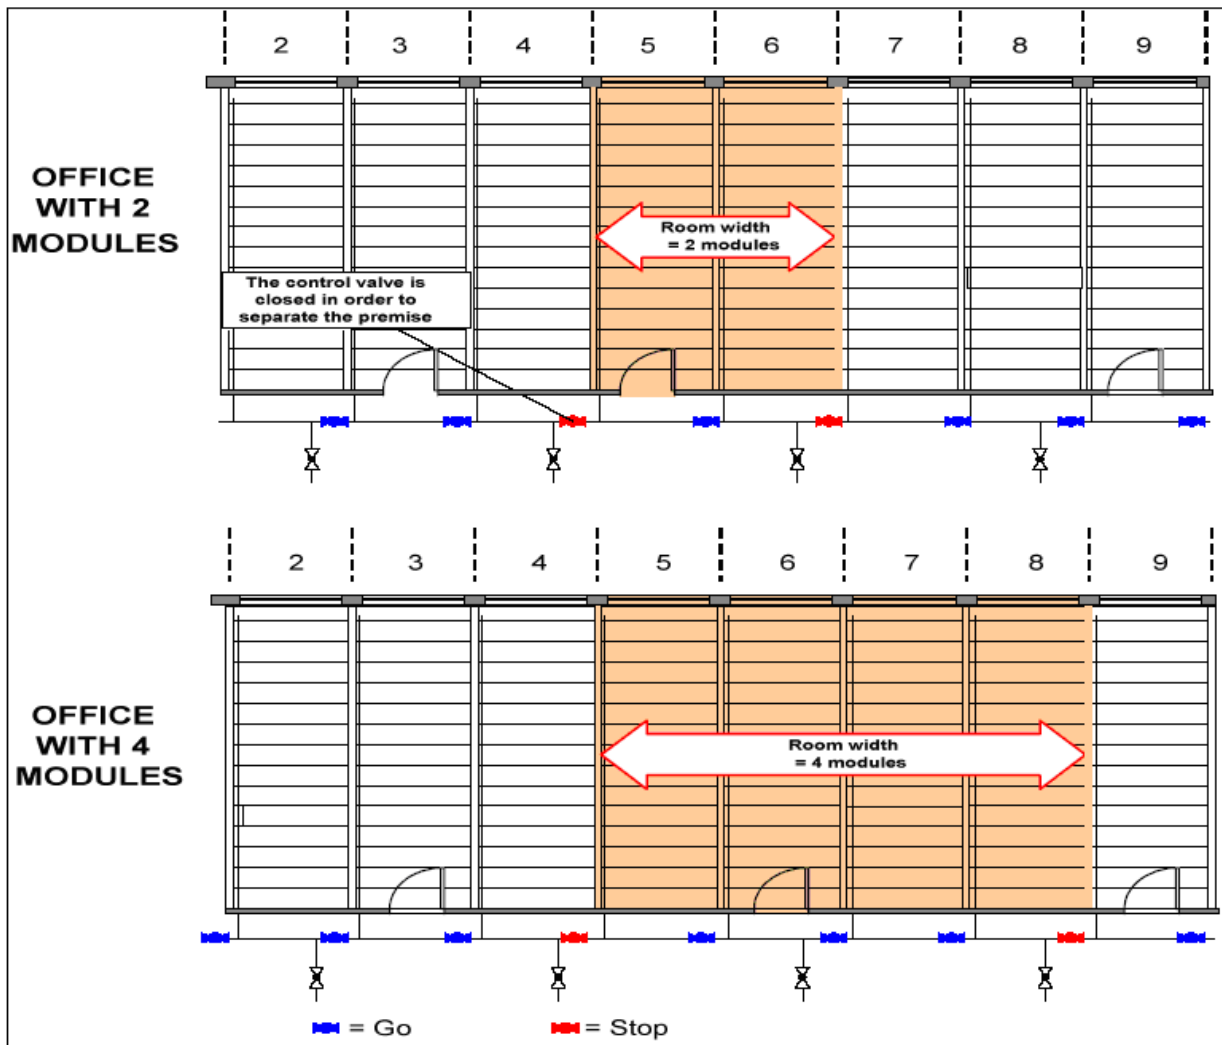 2 3 4 5 6 7 8 9
OFFICE
WITH 2
MODULES
Room width
= 2 modules
The control valve is
closed in order to
separate the premise
2 3 4 5 6 7 8 9
OFFICE
WITH 4
MODULES
Room width
= 4 modules
= Go = Stop